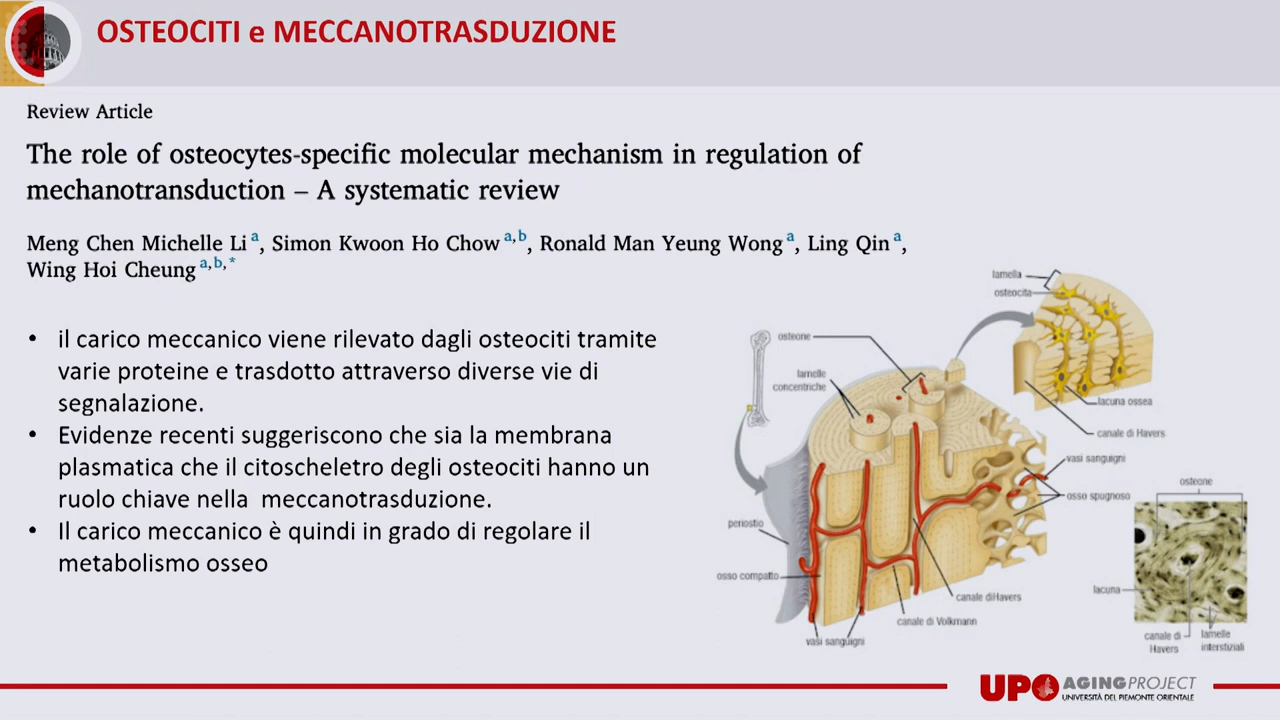 OSTEOCITI e MECCANOTRASDUZIONE
Review Article
The role of osteocytes-specific molecular mechanism in regulation of
mechanotransduction – A systematic review
Meng Chen Michelle Li a, Simon Kwoon Ho Chow a,b, Ronald Man Yeung Wong a, Ling Qin a,
Wing Hoi Cheung a,b,*
• il carico meccanico viene rilevato dagli osteociti tramite
varie proteine e trasdotto attraverso diverse vie di
segnalazione.
• Evidenze recenti suggeriscono che sia la membrana
plasmatica che il citoscheletro degli osteociti hanno un
ruolo chiave nella meccanotrasduzione.
• Il carico meccanico è quindi in grado di regolare il
metabolismo osseo
lamella
osteocita
osteone
lamelle
concentriche
lacuna ossea
canale di Havers
vasi sanguigni
osso spugnoso
periostio
osso compatto
canale diHavers
canale di Volkmann
vasi sanguigni
osteone
lacuna
canale di
Havers
lamelle
interstiziali
UPO AGINGPROJECT
UNIVERSITÀ DEL PIEMONTE ORIENTALE